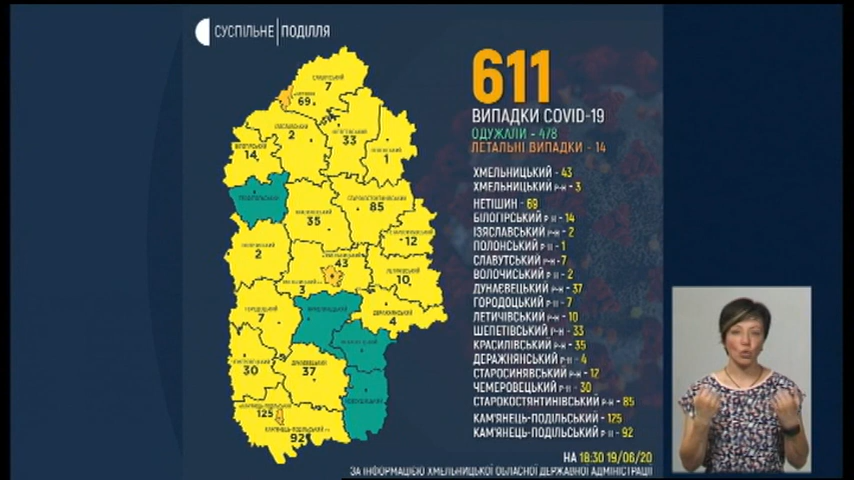 СУСПІЛЬНЕ ПОДІЛЛЯ
611
ВИПАДКИ COVID-19
ОДУЖАЛИ - 478
ЛЕТАЛЬНІ ВИПАДКИ - 14
ХМЕЛЬНИЦЬКИЙ - 43
ХМЕЛЬНИЦЬКИЙ Р-Н - 3
НЕТІШИН - 69
БІЛОГІРСЬКИЙ Р-Н - 14
ІЗЯСЛАВСЬКИЙ Р-Н - 2
ПОЛОНСЬКИЙ Р-Н - 1
СЛАВУТСЬКИЙ Р-Н - 7
ВОЛОЧИСЬКИЙ Р-Н - 2
ДУНАЄВЕЦЬКИЙ Р-Н - 37
ГОРОДОЦЬКИЙ Р-Н - 7
ЛЕТИЧІВСЬКИЙ Р-Н - 10
ШЕПЕТІВСЬКИЙ Р-Н - 33
КРАСИЛІВСЬКИЙ Р-Н - 35
ДЕРАЖНЯНСЬКИЙ Р-Н - 4
СТАРОСИНЯВСЬКИЙ Р-Н - 12
ЧЕМЕРОВЕЦЬКИЙ Р-Н - 30
СТАРОКОСТЯНТИНІВСЬКИЙ Р-Н - 85
КАМ'ЯНЕЦЬ-ПОДІЛЬСЬКИЙ - 125
КАМ'ЯНЕЦЬ-ПОДІЛЬСЬКИЙ Р-Н - 92
НА 18:30 19/06/20
ЗА ІНФОРМАЦІЄЮ ХМЕЛЬНИЦЬКОЇ ОБЛАСНОЇ ДЕРЖАВНОЇ АДМІНІСТРАЦІЇ
7
69
2
33
14
1
85
35
12
2
43
3
10
7
4
30
37
125
92